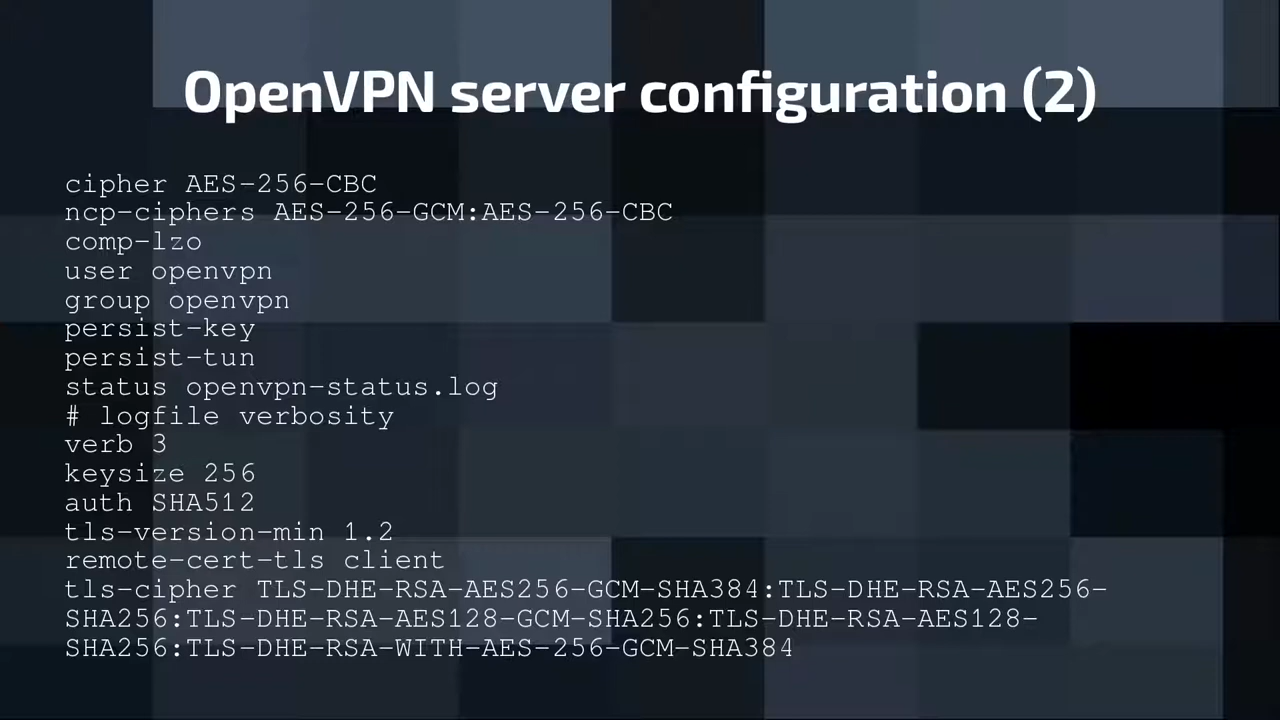 OpenVPN server configuration (2)
cipher AES-256-CBC
ncp-ciphers AES-256-GCM:AES-256-CBC
comp-lzo
user openvpn
group openvpn
persist-key
persist-tun
status openvpn-status.log
# logfile verbosity
verb 3
keysize 256
auth SHA512
tls-version-min 1.2
remote-cert-tls client
tls-cipher TLS-DHE-RSA-AES256-GCM-SHA384:TLS-DHE-RSA-AES256-
SHA256:TLS-DHE-RSA-AES128-GCM-SHA256:TLS-DHE-RSA-AES128-
SHA256:TLS-DHE-RSA-WITH-AES-256-GCM-SHA384